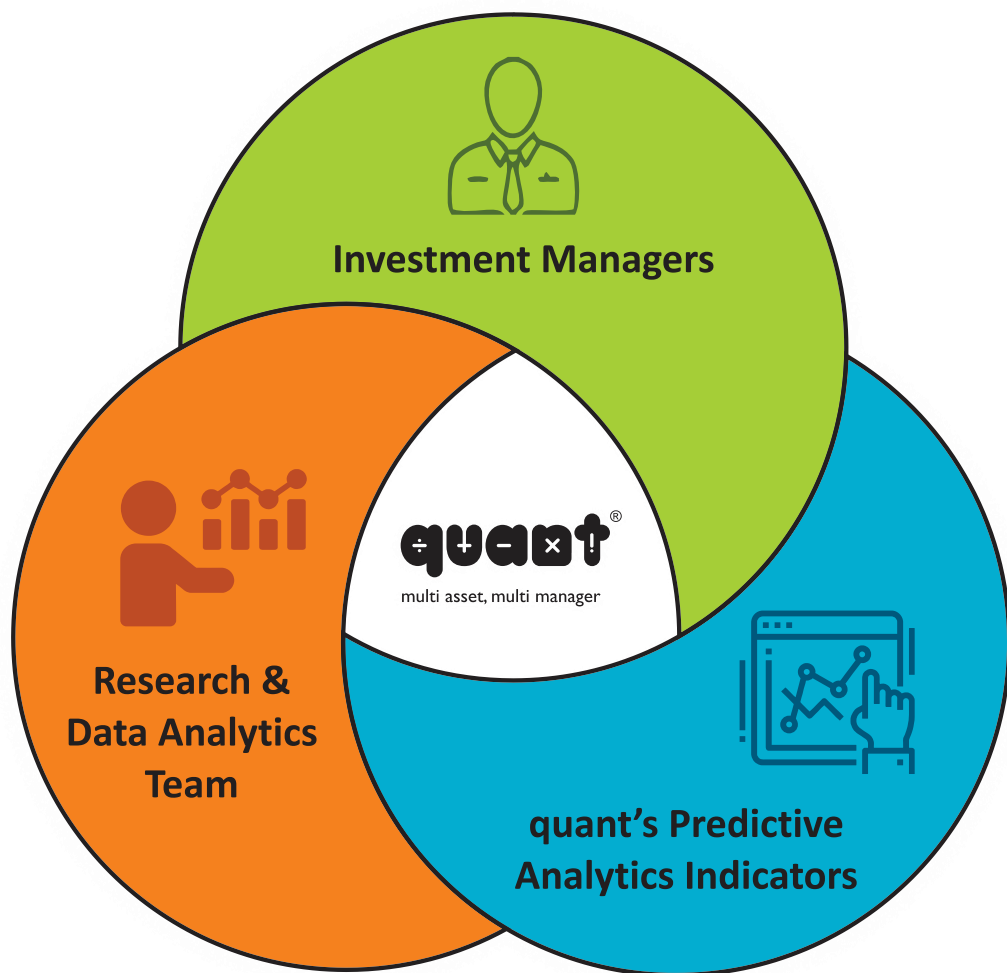 Investment Managers
quant®
multi asset, multi manager
Research &
Data Analytics
Team
quant’s Predictive
Analytics Indicators